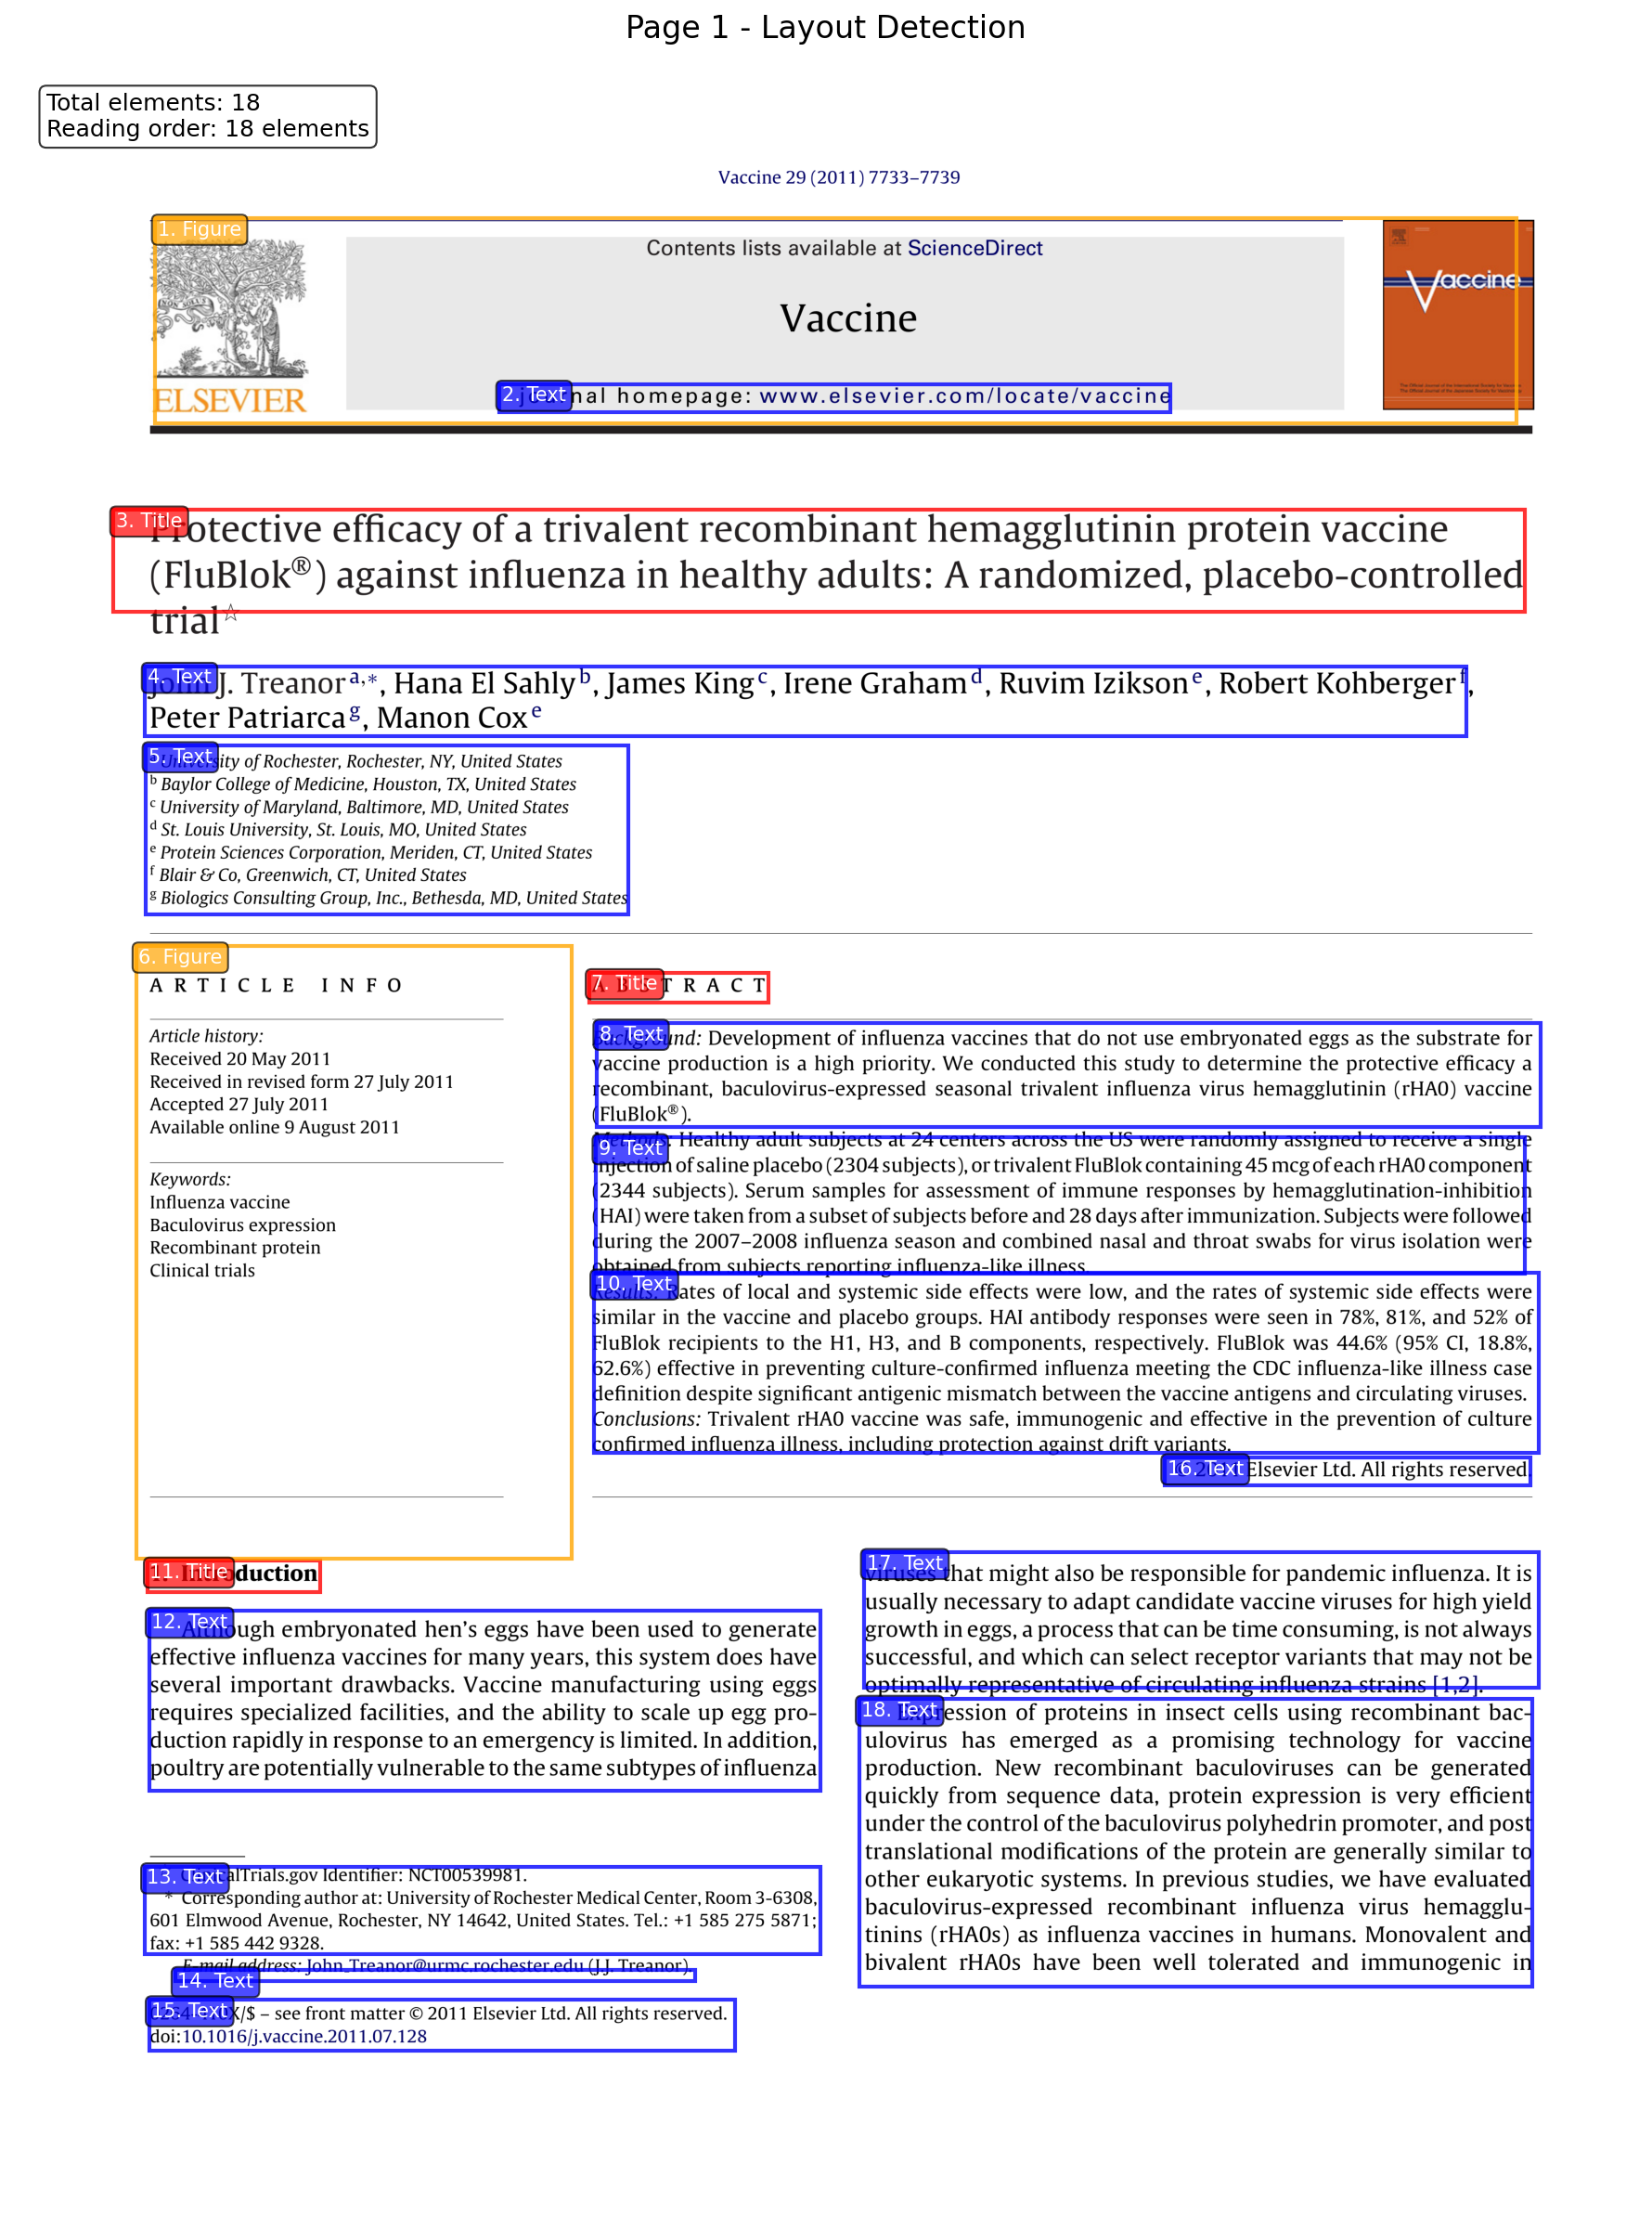 Page 1 - Layout Detection
Total elements: 18
Reading order: 18 elements
Vaccine 29 (2011) 7733–7739
1. Figure
Contents lists available at ScienceDirect
Vaccine
2. Text
nal homepage: www.elsevier.com/locate/vaccine
ELSEVIER
Vaccine
3. Title
Protective efficacy of a trivalent recombinant hemagglutinin protein vaccine
(FluBlok®) against influenza in healthy adults: A randomized, placebo-controlled
trial☆
4. Text
John J. Treanor a,∗, Hana El Sahly b, James King c, Irene Graham d, Ruvim Izikson e, Robert Kohberger f,
Peter Patriarca g, Manon Cox e
5. Text
University of Rochester, Rochester, NY, United States
b Baylor College of Medicine, Houston, TX, United States
c University of Maryland, Baltimore, MD, United States
d St. Louis University, St. Louis, MO, United States
e Protein Sciences Corporation, Meriden, CT, United States
f Blair & Co, Greenwich, CT, United States
g Biologics Consulting Group, Inc., Bethesda, MD, United States
6. Figure
ARTICLE INFO
Article history:
Received 20 May 2011
Received in revised form 27 July 2011
Accepted 27 July 2011
Available online 9 August 2011
Keywords:
Influenza vaccine
Baculovirus expression
Recombinant protein
Clinical trials
7. Title
ABSTRACT
8. Text
Background: Development of influenza vaccines that do not use embryonated eggs as the substrate for
vaccine production is a high priority. We conducted this study to determine the protective efficacy a
recombinant, baculovirus-expressed seasonal trivalent influenza virus hemagglutinin (rHA0) vaccine
(FluBlok®).
9. Text
Methods: Healthy adult subjects at 24 centers across the US were randomly assigned to receive a single
injection of saline placebo (2304 subjects), or trivalent FluBlok containing 45 mcg of each rHA0 component
(2344 subjects). Serum samples for assessment of immune responses by hemagglutination-inhibition
(HAI) were taken from a subset of subjects before and 28 days after immunization. Subjects were followed
during the 2007–2008 influenza season and combined nasal and throat swabs for virus isolation were
obtained from subjects reporting influenza-like illness.
10. Text
Results: Rates of local and systemic side effects were low, and the rates of systemic side effects were
similar in the vaccine and placebo groups. HAI antibody responses were seen in 78%, 81%, and 52% of
FluBlok recipients to the H1, H3, and B components, respectively. FluBlok was 44.6% (95% CI, 18.8%,
62.6%) effective in preventing culture-confirmed influenza meeting the CDC influenza-like illness case
definition despite significant antigenic mismatch between the vaccine antigens and circulating viruses.
Conclusions: Trivalent rHA0 vaccine was safe, immunogenic and effective in the prevention of culture
confirmed influenza illness, including protection against drift variants.
16. Text
Elsevier Ltd. All rights reserved.
11. Title
1. Introduction
12. Text
Although embryonated hen's eggs have been used to generate
effective influenza vaccines for many years, this system does have
several important drawbacks. Vaccine manufacturing using eggs
requires specialized facilities, and the ability to scale up egg pro-
duction rapidly in response to an emergency is limited. In addition,
poultry are potentially vulnerable to the same subtypes of influenza
13. Text
ClinicalTrials.gov Identifier: NCT00539981.
∗ Corresponding author at: University of Rochester Medical Center, Room 3-6308,
601 Elmwood Avenue, Rochester, NY 14642, United States. Tel.: +1 585 275 5871;
fax: +1 585 442 9328.
E-mail address: John_Treanor@urmc.rochester.edu (J.J. Treanor).
14. Text
15. Text
X/$ – see front matter © 2011 Elsevier Ltd. All rights reserved.
doi:10.1016/j.vaccine.2011.07.128
17. Text
viruses that might also be responsible for pandemic influenza. It is
usually necessary to adapt candidate vaccine viruses for high yield
growth in eggs, a process that can be time consuming, is not always
successful, and which can select receptor variants that may not be
optimally representative of circulating influenza strains [1,2].
18. Text
Expression of proteins in insect cells using recombinant bac-
ulovirus has emerged as a promising technology for vaccine
production. New recombinant baculoviruses can be generated
quickly from sequence data, protein expression is very efficient
under the control of the baculovirus polyhedrin promoter, and post
translational modifications of the protein are generally similar to
other eukaryotic systems. In previous studies, we have evaluated
baculovirus-expressed recombinant influenza virus hemagglu-
tinins (rHA0s) as influenza vaccines in humans. Monovalent and
bivalent rHA0s have been well tolerated and immunogenic in